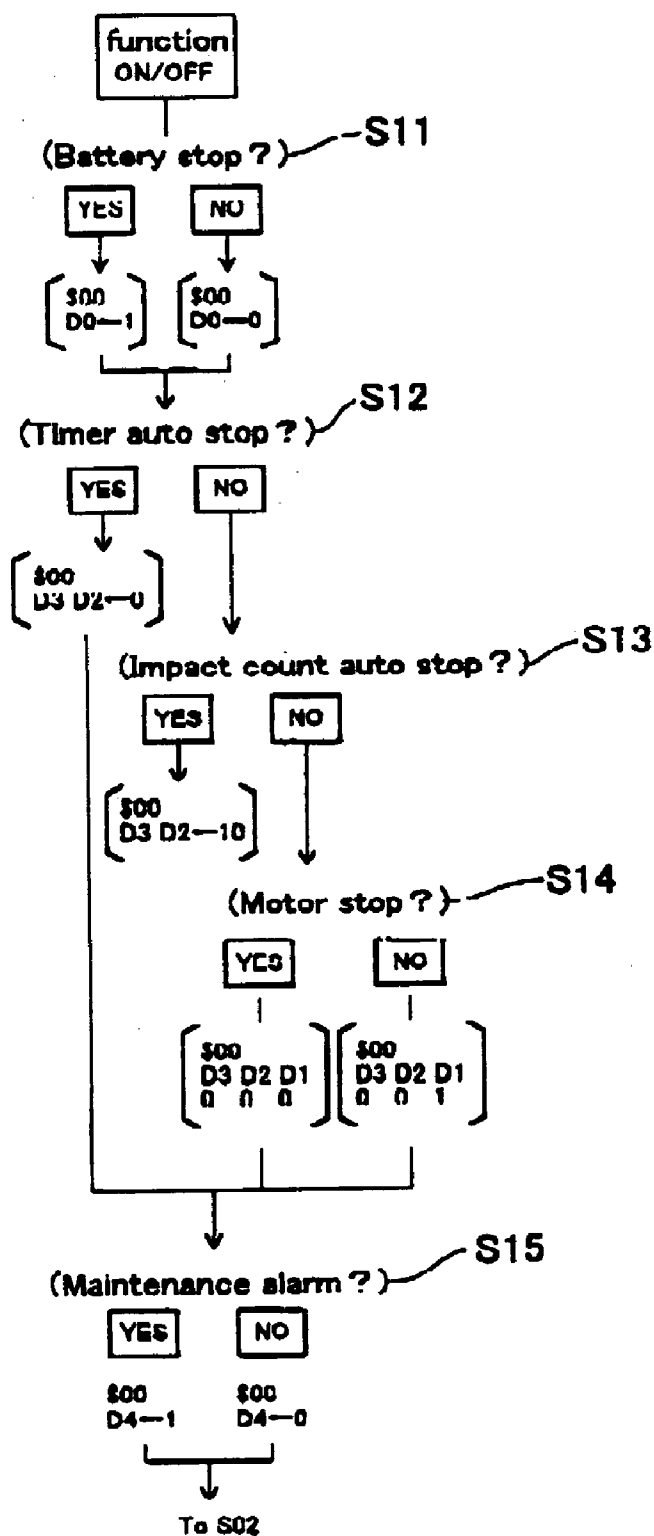 function
ON/OFF
S11
(Battery stop?)
YES NO
$00 $00
D0←1 D0←0
S12
(Timer auto stop?)
YES NO
$00
D3 D2←0
S13
(Impact count auto stop?)
YES NO
$00
D3 D2←10
S14
(Motor stop?)
YES NO
$00 $00
D3 D2 D1 D3 D2 D1
0 0 0 0 0 1
S15
(Maintenance alarm?)
YES NO
$00 $00
D4←1 D4←0
To S02